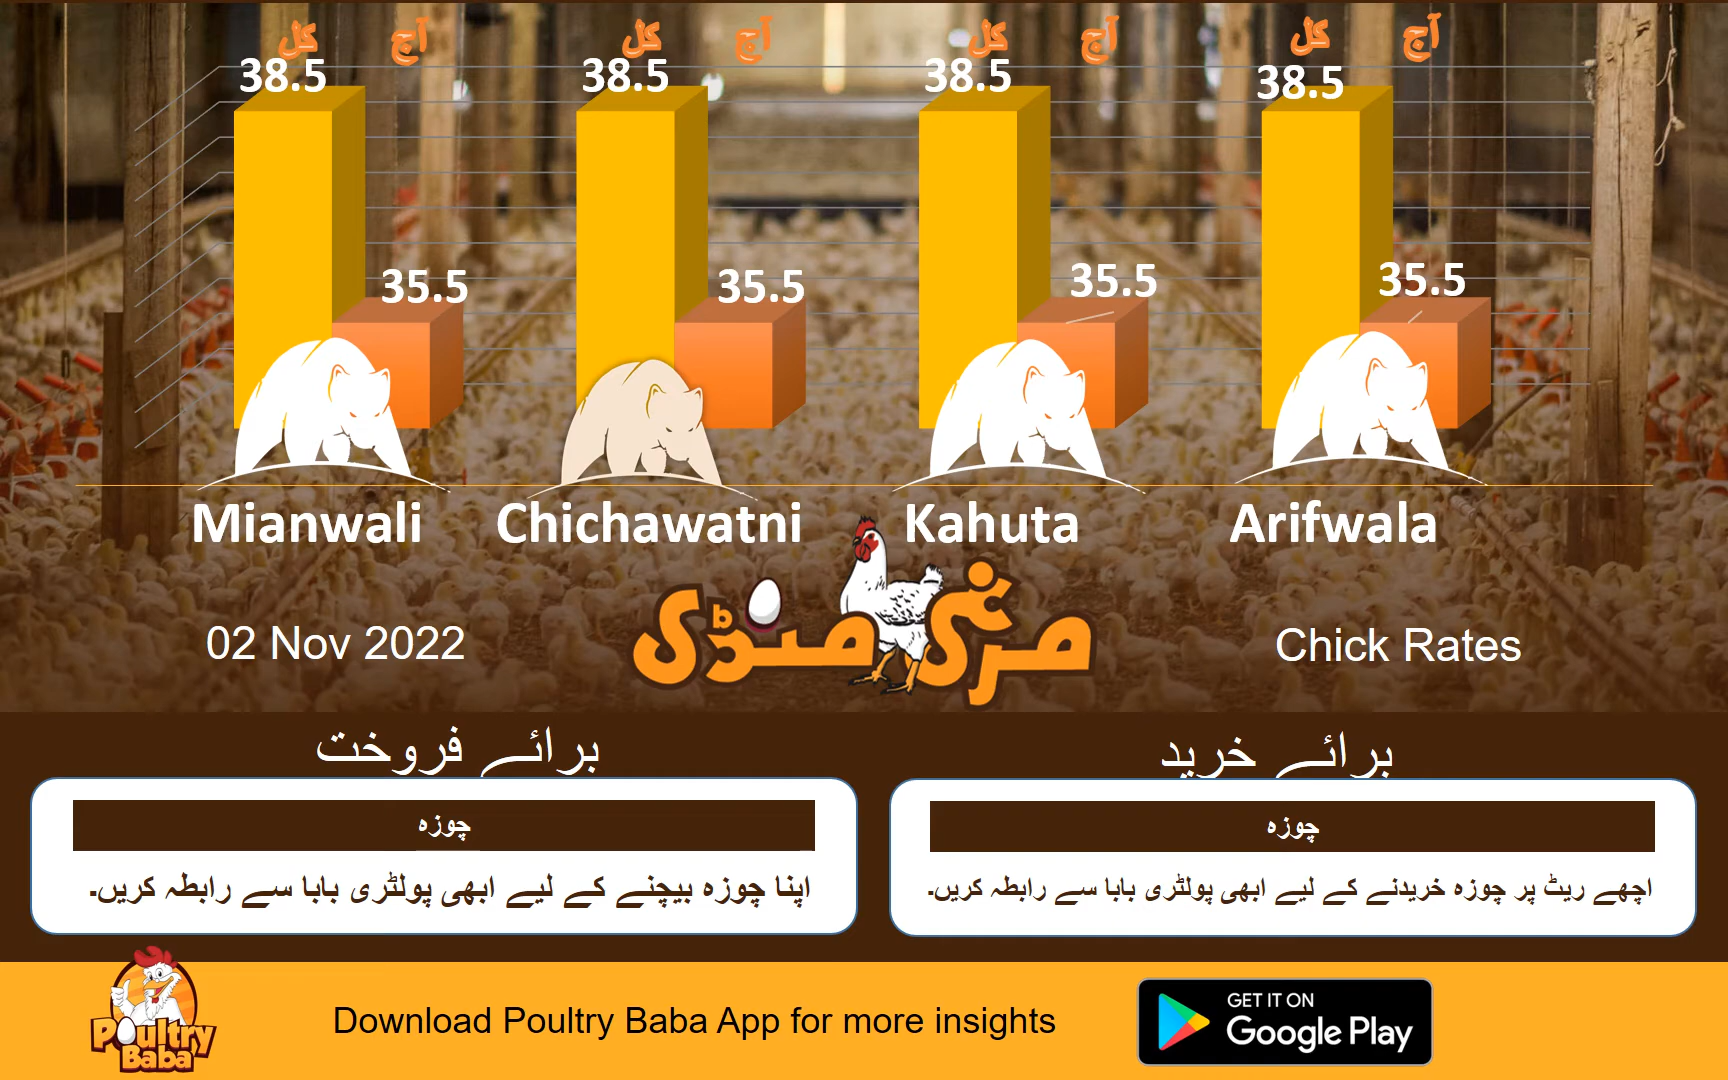 کل آج کل آج کل آج کل آج
38.5 38.5 38.5 38.5
35.5 35.5 35.5 35.5
Mianwali Chichawatni Kahuta Arifwala
مرغی منڈی
02 Nov 2022
Chick Rates
برائے فروخت
چوزہ
اپنا چوزہ بیچنے کے لیے ابھی پولٹری بابا سے رابطہ کریں۔
برائے خرید
چوزہ
اچھے ریٹ پر چوزہ خریدنے کے لیے ابھی پولٹری بابا سے رابطہ کریں۔
Poultry
Baba
Download Poultry Baba App for more insights
GET IT ON
Google Play